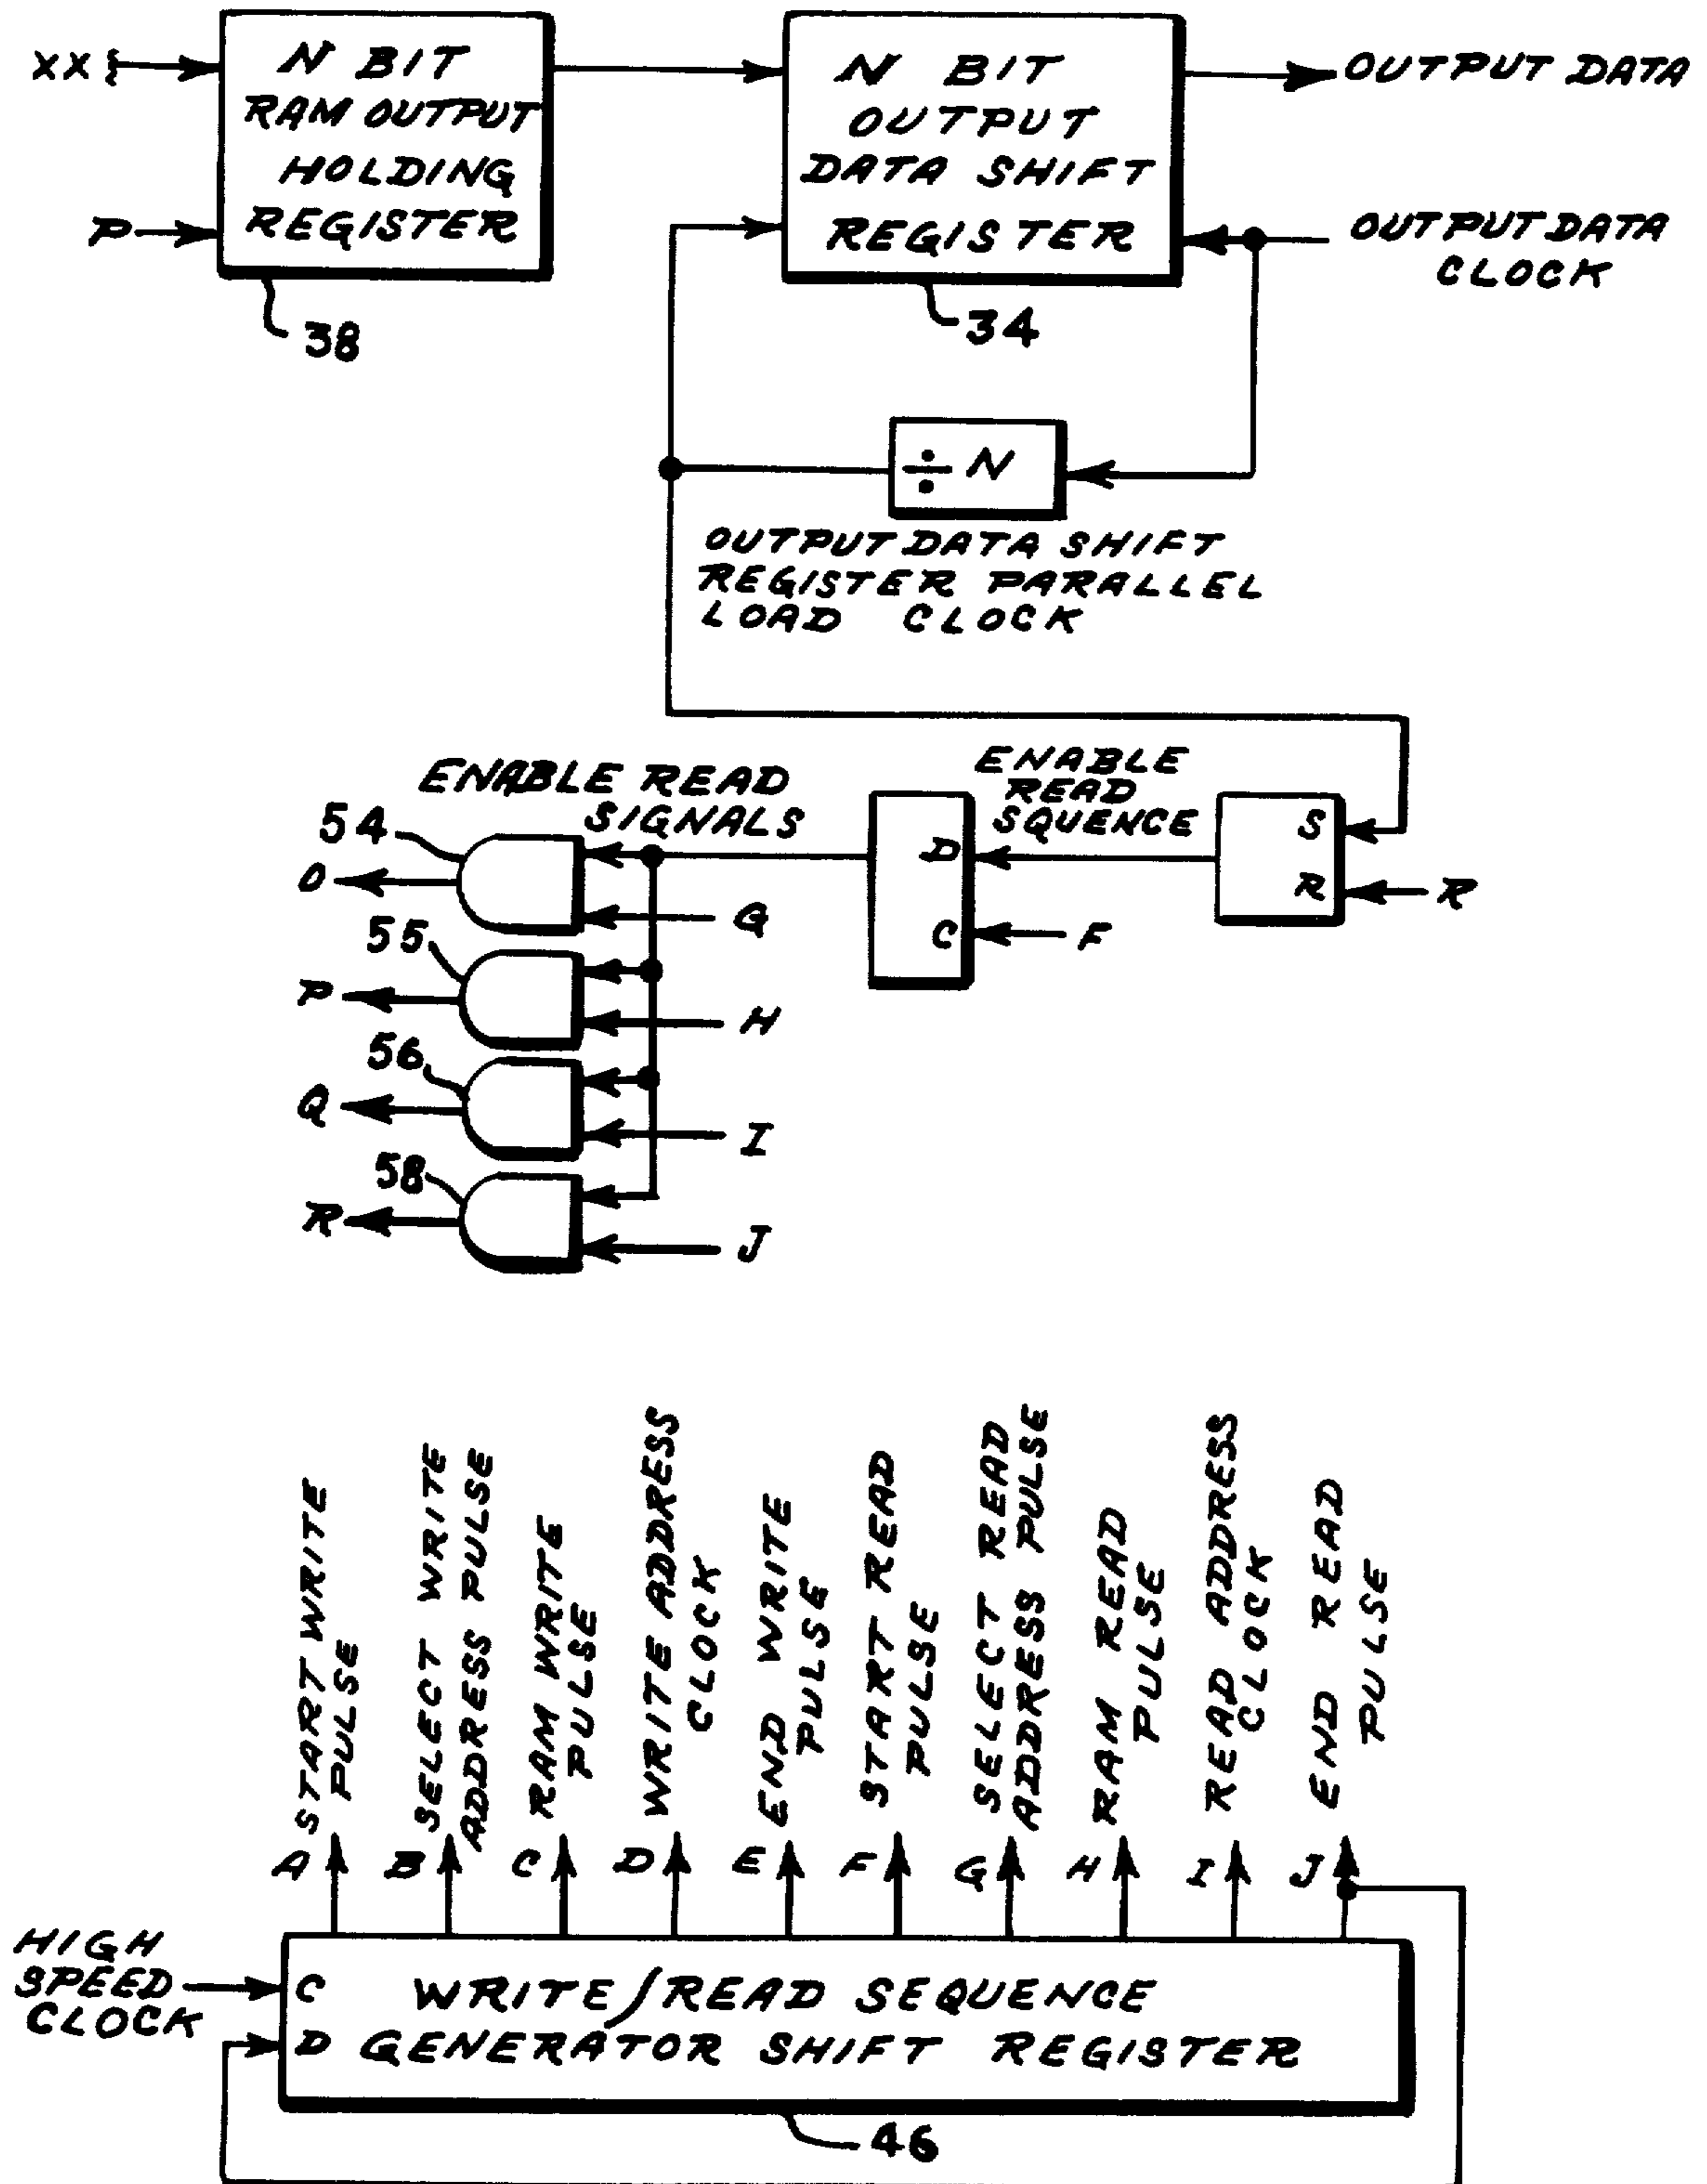 XX
N BIT
RAM OUTPUT
HOLDING
REGISTER
P
38
N BIT
OUTPUT
DATA SHIFT
REGISTER
34
OUTPUT DATA
OUTPUT DATA
CLOCK
÷ N
OUTPUT DATA SHIFT
REGISTER PARALLEL
LOAD CLOCK
ENABLE READ
SIGNALS
ENABLE
READ
SQUENCE
S
R
R
D
C
F
54
O
G
55
P
H
56
Q
I
58
R
J
A START WRITE
PULSE
B SELECT WRITE
ADDRESS PULSE
C RAM WRITE
PULSE
D WRITE ADDRESS
CLOCK
E END WRITE
PULSE
F START READ
PULSE
G SELECT READ
ADDRESS PULSE
H RAM READ
PULSE
I READ ADDRESS
CLOCK
J END READ
PULSE
HIGH
SPEED
CLOCK
C
D
WRITE/READ SEQUENCE
GENERATOR SHIFT REGISTER
46